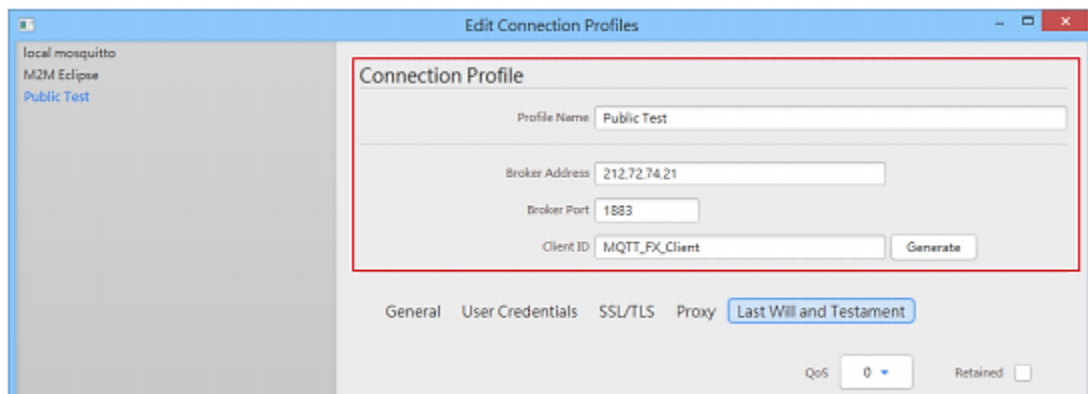 Edit Connection Profiles
local mosquitto
M2M Eclipse
Public Test
Connection Profile
Profile Name Public Test
Broker Address 212.72.74.21
Broker Port 1883
Client ID MQTT_FX_Client Generate
General User Credentials SSL/TLS Proxy Last Will and Testament
QoS 0 Retained